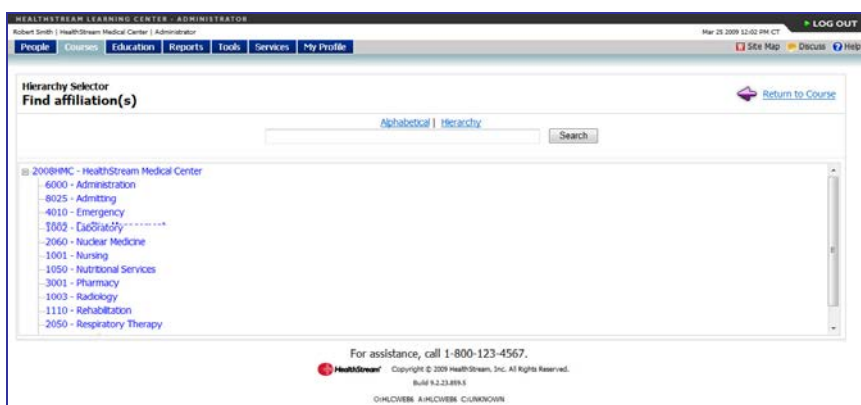 HEALTHSTREAM LEARNING CENTER - ADMINISTRATOR
LOG OUT
Robert Smith | HealthStream Medical Center | Administrator
Mar 25 2009 12:02 PM CT
People Courses Education Reports Tools Services My Profile
Site Map Discuss Help
Hierarchy Selector
Find affiliation(s)
Return to Course
Alphabetical | Hierarchy
Search
2008HMC - HealthStream Medical Center
6000 - Administration
8025 - Admitting
4010 - Emergency
1002 - Laboratory
2060 - Nuclear Medicine
1001 - Nursing
1050 - Nutritional Services
3001 - Pharmacy
1003 - Radiology
1110 - Rehabilitation
2050 - Respiratory Therapy
For assistance, call 1-800-123-4567.
HealthStream Copyright © 2009 HealthStream, Inc. All Rights Reserved.
Build 9.2.23.859.5
O:HLCWEB6 A:HLCWEB6 C:UNKNOWN